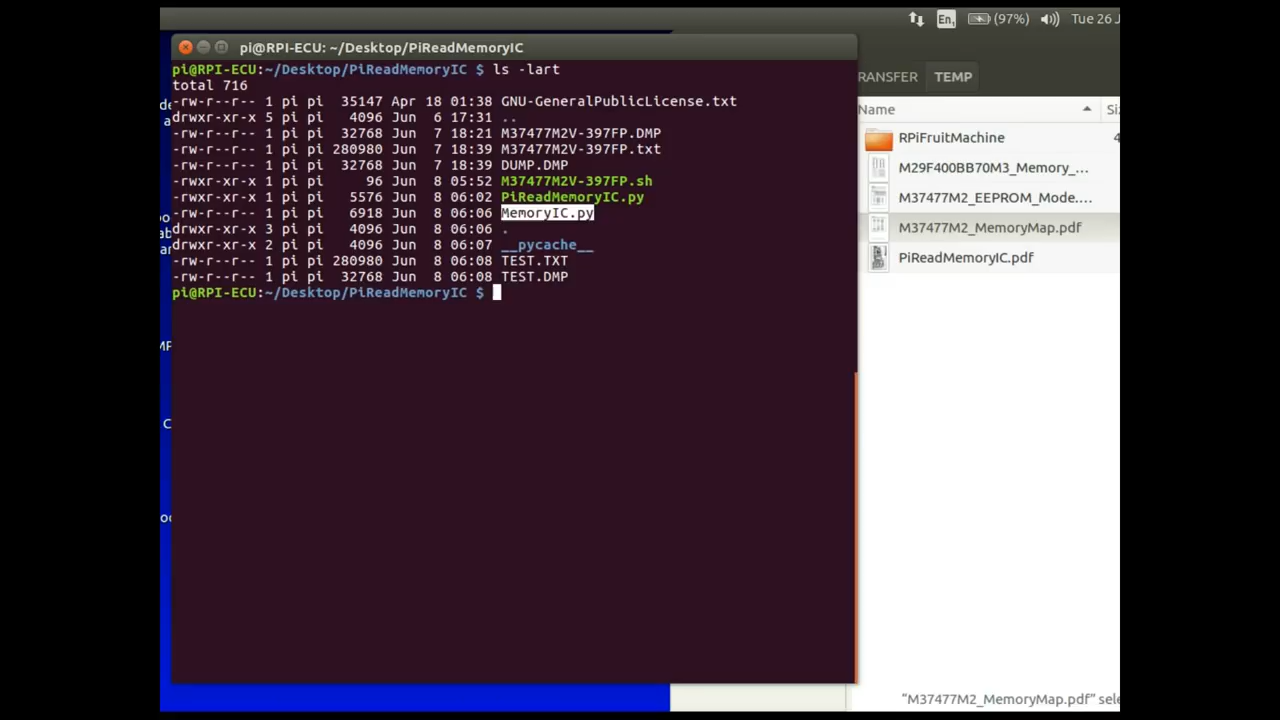 En1 (97%) Tue 26 J
pi@RPI-ECU: ~/Desktop/PiReadMemoryIC
pi@RPI-ECU:~/Desktop/PiReadMemoryIC $ ls -lart
total 716
-rw-r--r-- 1 pi pi 35147 Apr 18 01:38 GNU-GeneralPublicLicense.txt
drwxr-xr-x 5 pi pi 4096 Jun 6 17:31 ..
-rw-r--r-- 1 pi pi 32768 Jun 7 18:21 M37477M2V-397FP.DMP
-rw-r--r-- 1 pi pi 280980 Jun 7 18:39 M37477M2V-397FP.txt
-rw-r--r-- 1 pi pi 32768 Jun 7 18:39 DUMP.DMP
-rwxr-xr-x 1 pi pi 96 Jun 8 05:52 M37477M2V-397FP.sh
-rwxr-xr-x 1 pi pi 5576 Jun 8 06:02 PiReadMemoryIC.py
-rw-r--r-- 1 pi pi 6918 Jun 8 06:06 MemoryIC.py
drwxr-xr-x 3 pi pi 4096 Jun 8 06:06 .
drwxr-xr-x 2 pi pi 4096 Jun 8 06:07 __pycache__
-rw-r--r-- 1 pi pi 280980 Jun 8 06:08 TEST.TXT
-rw-r--r-- 1 pi pi 32768 Jun 8 06:08 TEST.DMP
pi@RPI-ECU:~/Desktop/PiReadMemoryIC $
RANSFER TEMP
Name Si
RPiFruitMachine 4
M29F400BB70M3_Memory_...
M37477M2_EEPROM_Mode....
M37477M2_MemoryMap.pdf
PiReadMemoryIC.pdf
“M37477M2_MemoryMap.pdf” sele